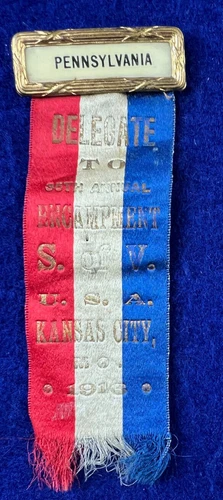 PENNSYLVANIA
DELEGATE
TO
35TH ANNUAL
ENCAMPMENT
S. of V.
U. S. A.
KANSAS CITY,
MO.
1916